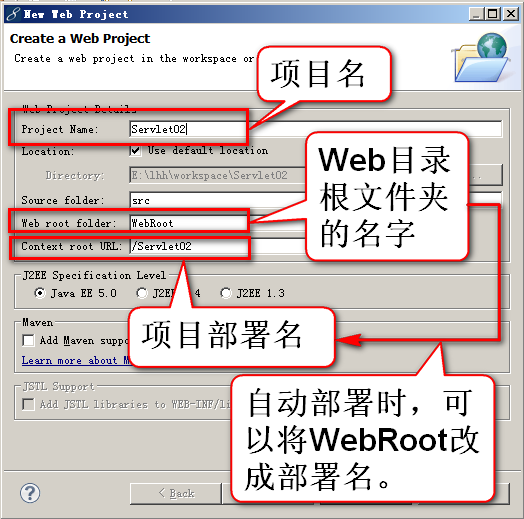 New Web Project
Create a Web Project
Create a web project in the workspace or
项目名
Web Project Details
Project Name: Servlet02
Location: Use default location
Directory: E:\lhh\workspace\Servlet02
Web目录
根文件夹
的名字
Source folder: src
Web root folder: WebRoot
Context root URL: /Servlet02
J2EE Specification Level
Java EE 5.0
4
J2EE 1.3
项目部署名
Maven
Add Maven suppo
Learn more about M
自动部署时，可
以将WebRoot改
成部署名。
JSTL Support
Add JSTL libraries to WEB-INF/li
? < Back